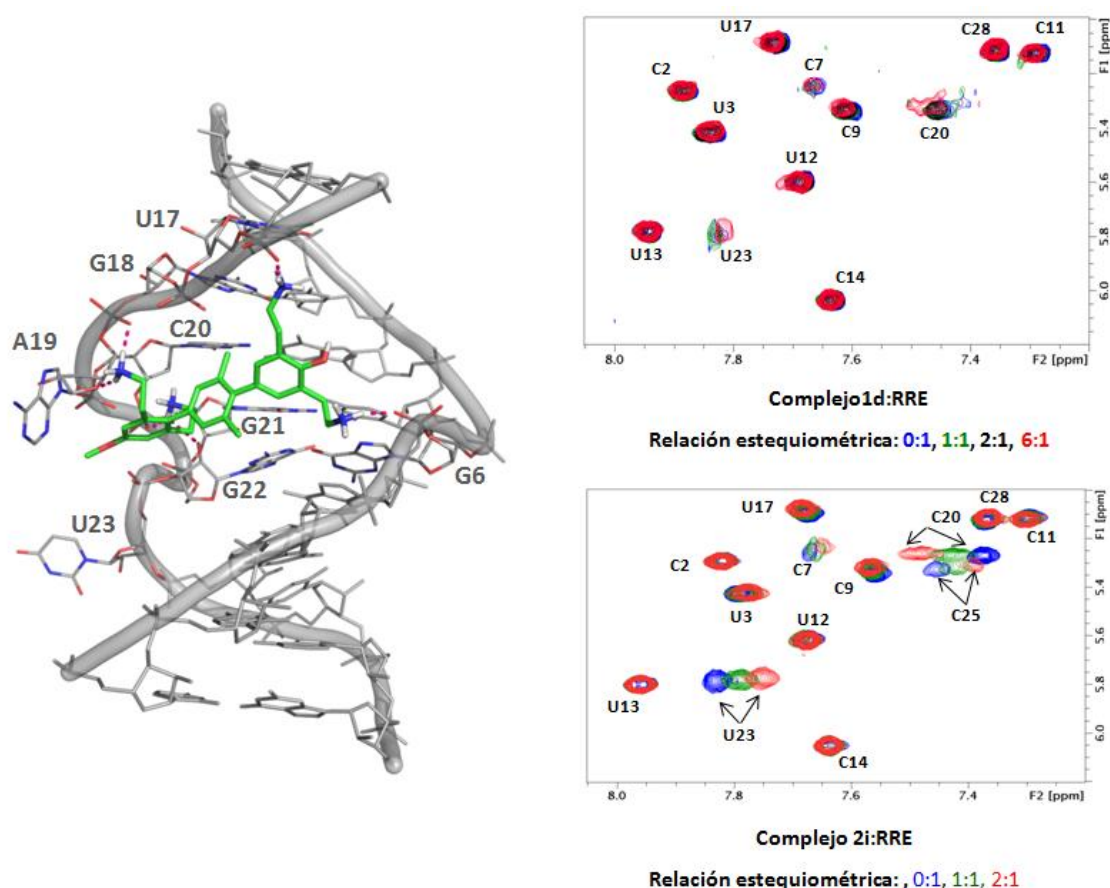 U17
G18
C20
A19
G21
G22
G6
U23
U17
C28
C11
C2
C7
U3
C9
C20
U12
U13
U23
C14
5.4
5.6
5.8
6.0
F1 [ppm]
8.0
7.8
7.6
7.4
F2 [ppm]
Complejo1d:RRE
Relación estequiométrica: 0:1, 1:1, 2:1, 6:1
U17
C28
C20
C11
C2
C7
C9
U3
C25
U12
U13
U23
C14
5.4
5.6
5.8
6.0
F1 [ppm]
8.0
7.8
7.6
7.4
F2 [ppm]
Complejo 2i:RRE
Relación estequiométrica: , 0:1, 1:1, 2:1